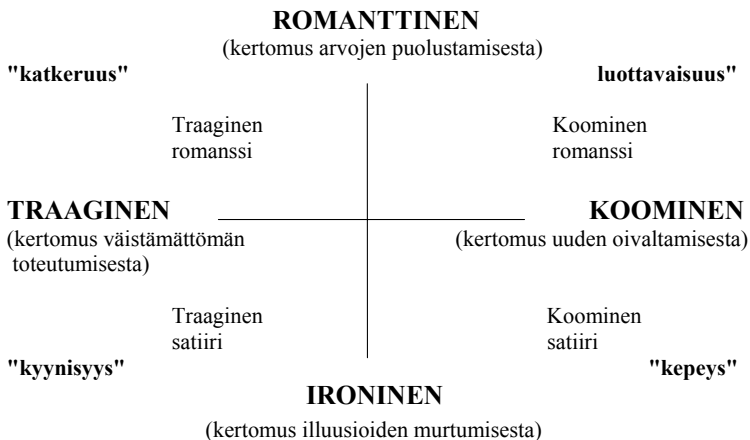 ROMANTTINEN
(kertomus arvojen puolustamisesta)
"katkeruus"
luottavaisuus"
Traaginen
romanssi
Koominen
romanssi
TRAAGINEN
(kertomus väistämättömän
toteutumisesta)
KOOMINEN
(kertomus uuden oivaltamisesta)
Traaginen
satiiri
Koominen
satiiri
"kyynisyys"
"kepeys"
IRONINEN
(kertomus illuusioiden murtumisesta)